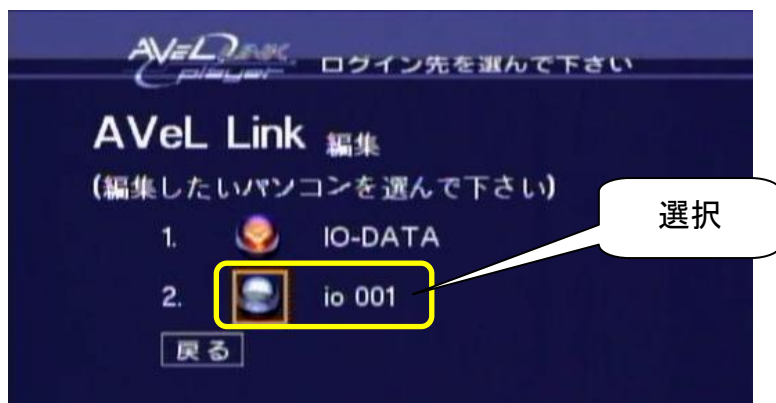 AVeL LINK player ログイン先を選んで下さい
AVeL Link 編集
(編集したいパソコンを選んで下さい)
選択
1. IO-DATA
2. io 001
戻る